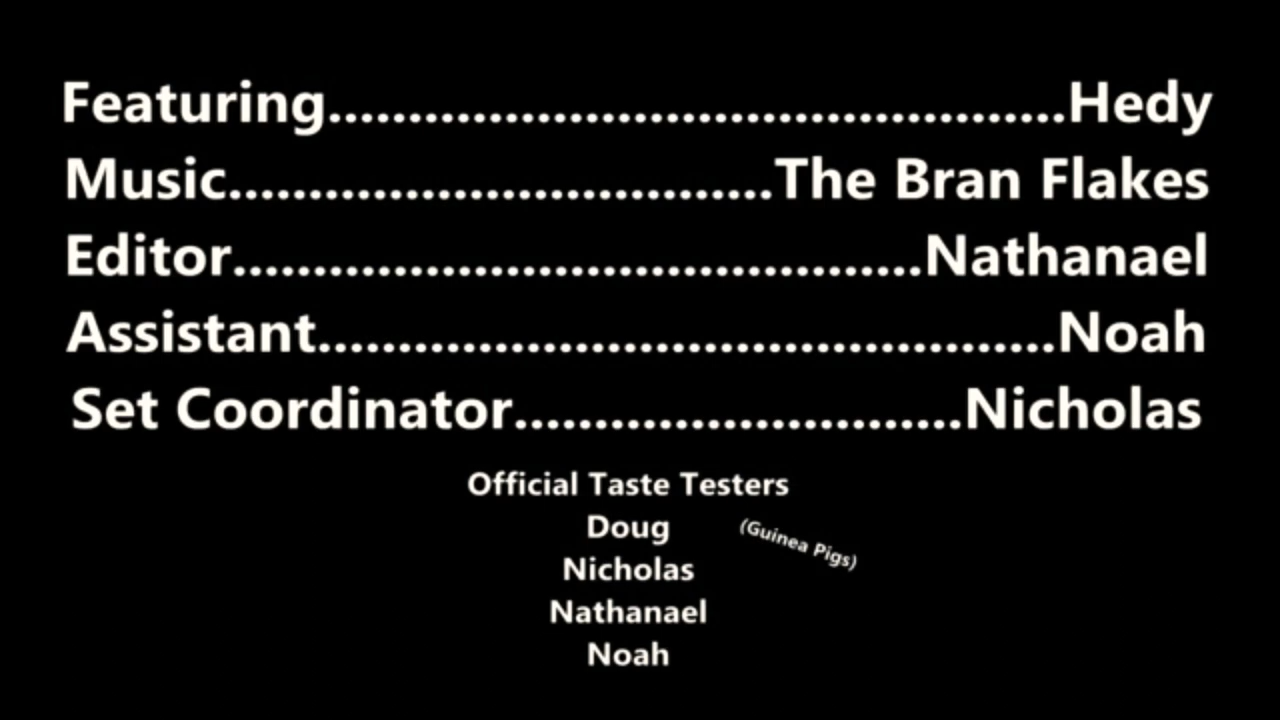 Featuring..............................................Hedy
Music..................................The Bran Flakes
Editor...........................................Nathanael
Assistant..............................................Noah
Set Coordinator............................Nicholas
Official Taste Testers
Doug
(Guinea Pigs)
Nicholas
Nathanael
Noah